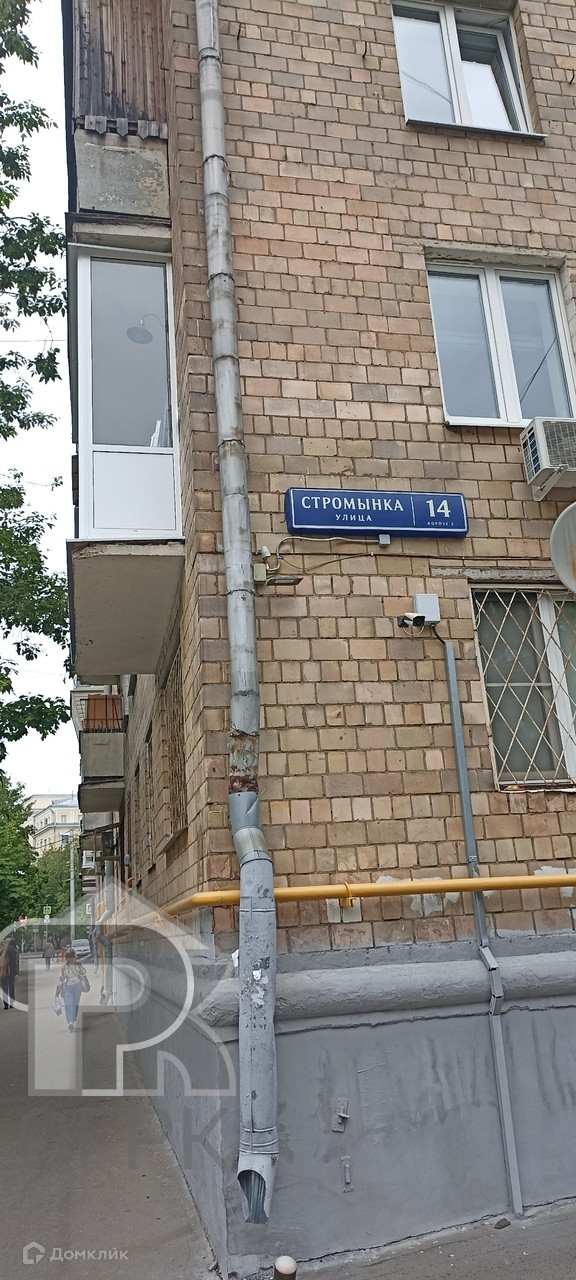 СТРОМЫНКА
УЛИЦА
14
КОРПУС 1
Домклик